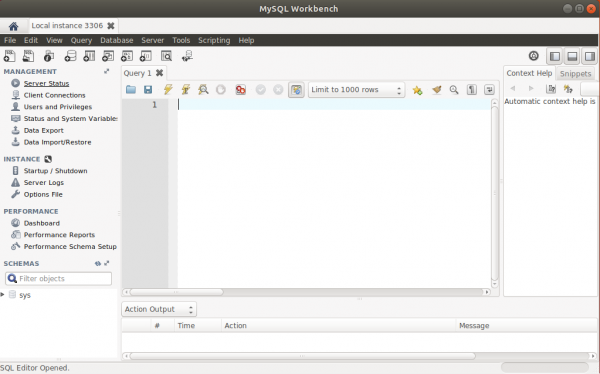 MySQL Workbench
Local instance 3306
File Edit View Query Database Server Tools Scripting Help
MANAGEMENT
Server Status
Client Connections
Users and Privileges
Status and System Variables
Data Export
Data Import/Restore
INSTANCE
Startup / Shutdown
Server Logs
Options File
PERFORMANCE
Dashboard
Performance Reports
Performance Schema Setup
SCHEMAS
Filter objects
sys
Query 1
Limit to 1000 rows
1
Context Help Snippets
Automatic context help is
Action Output
# Time Action Message
SQL Editor Opened.